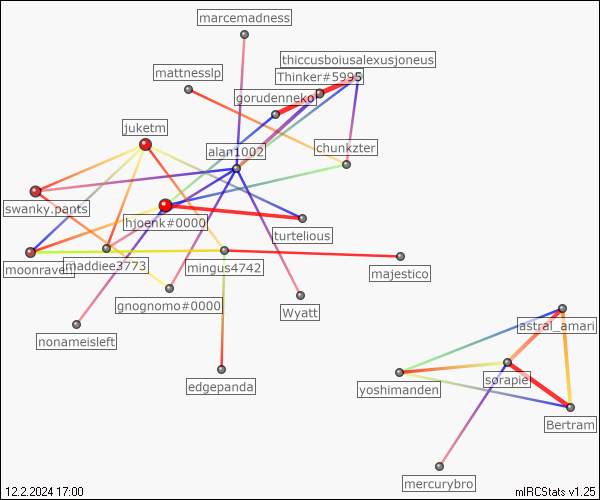 marcemadness
thiccusboiusalexusjoneus
mattnesslp
Thinker#5995
gorudenneko
juketm
alan1002
chunkzter
swanky.pants
hjoenk#0000
turtelious
moonraven
maddiee3773
mingus4742
majestico
gnognomo#0000
Wyatt
astral_amari
nonameisleft
sørapie
edgepanda
yoshimanden
Bertram
mercurybro
12.2.2024 17:00
mIRCStats v1.25